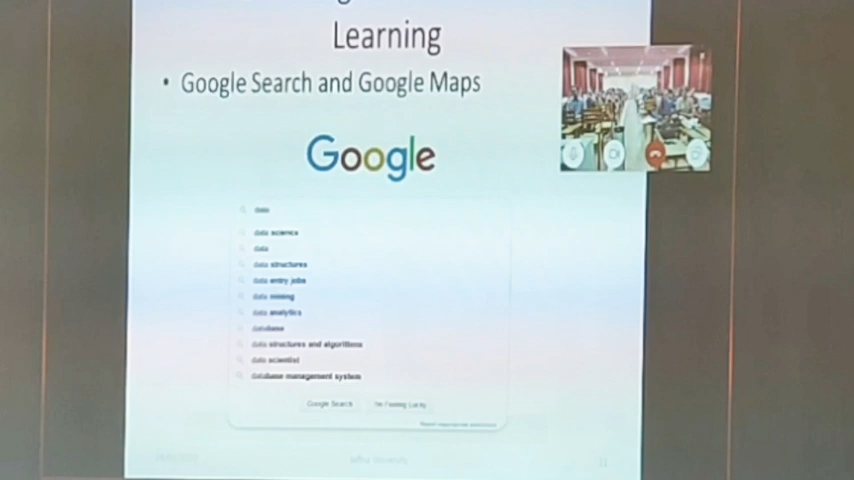 Learning
• Google Search and Google Maps
Google
data
data science
data
data structures
data entry jobs
data mining
data analytics
database
data structures and algorithms
data scientist
database management system
Google Search I'm Feeling Lucky